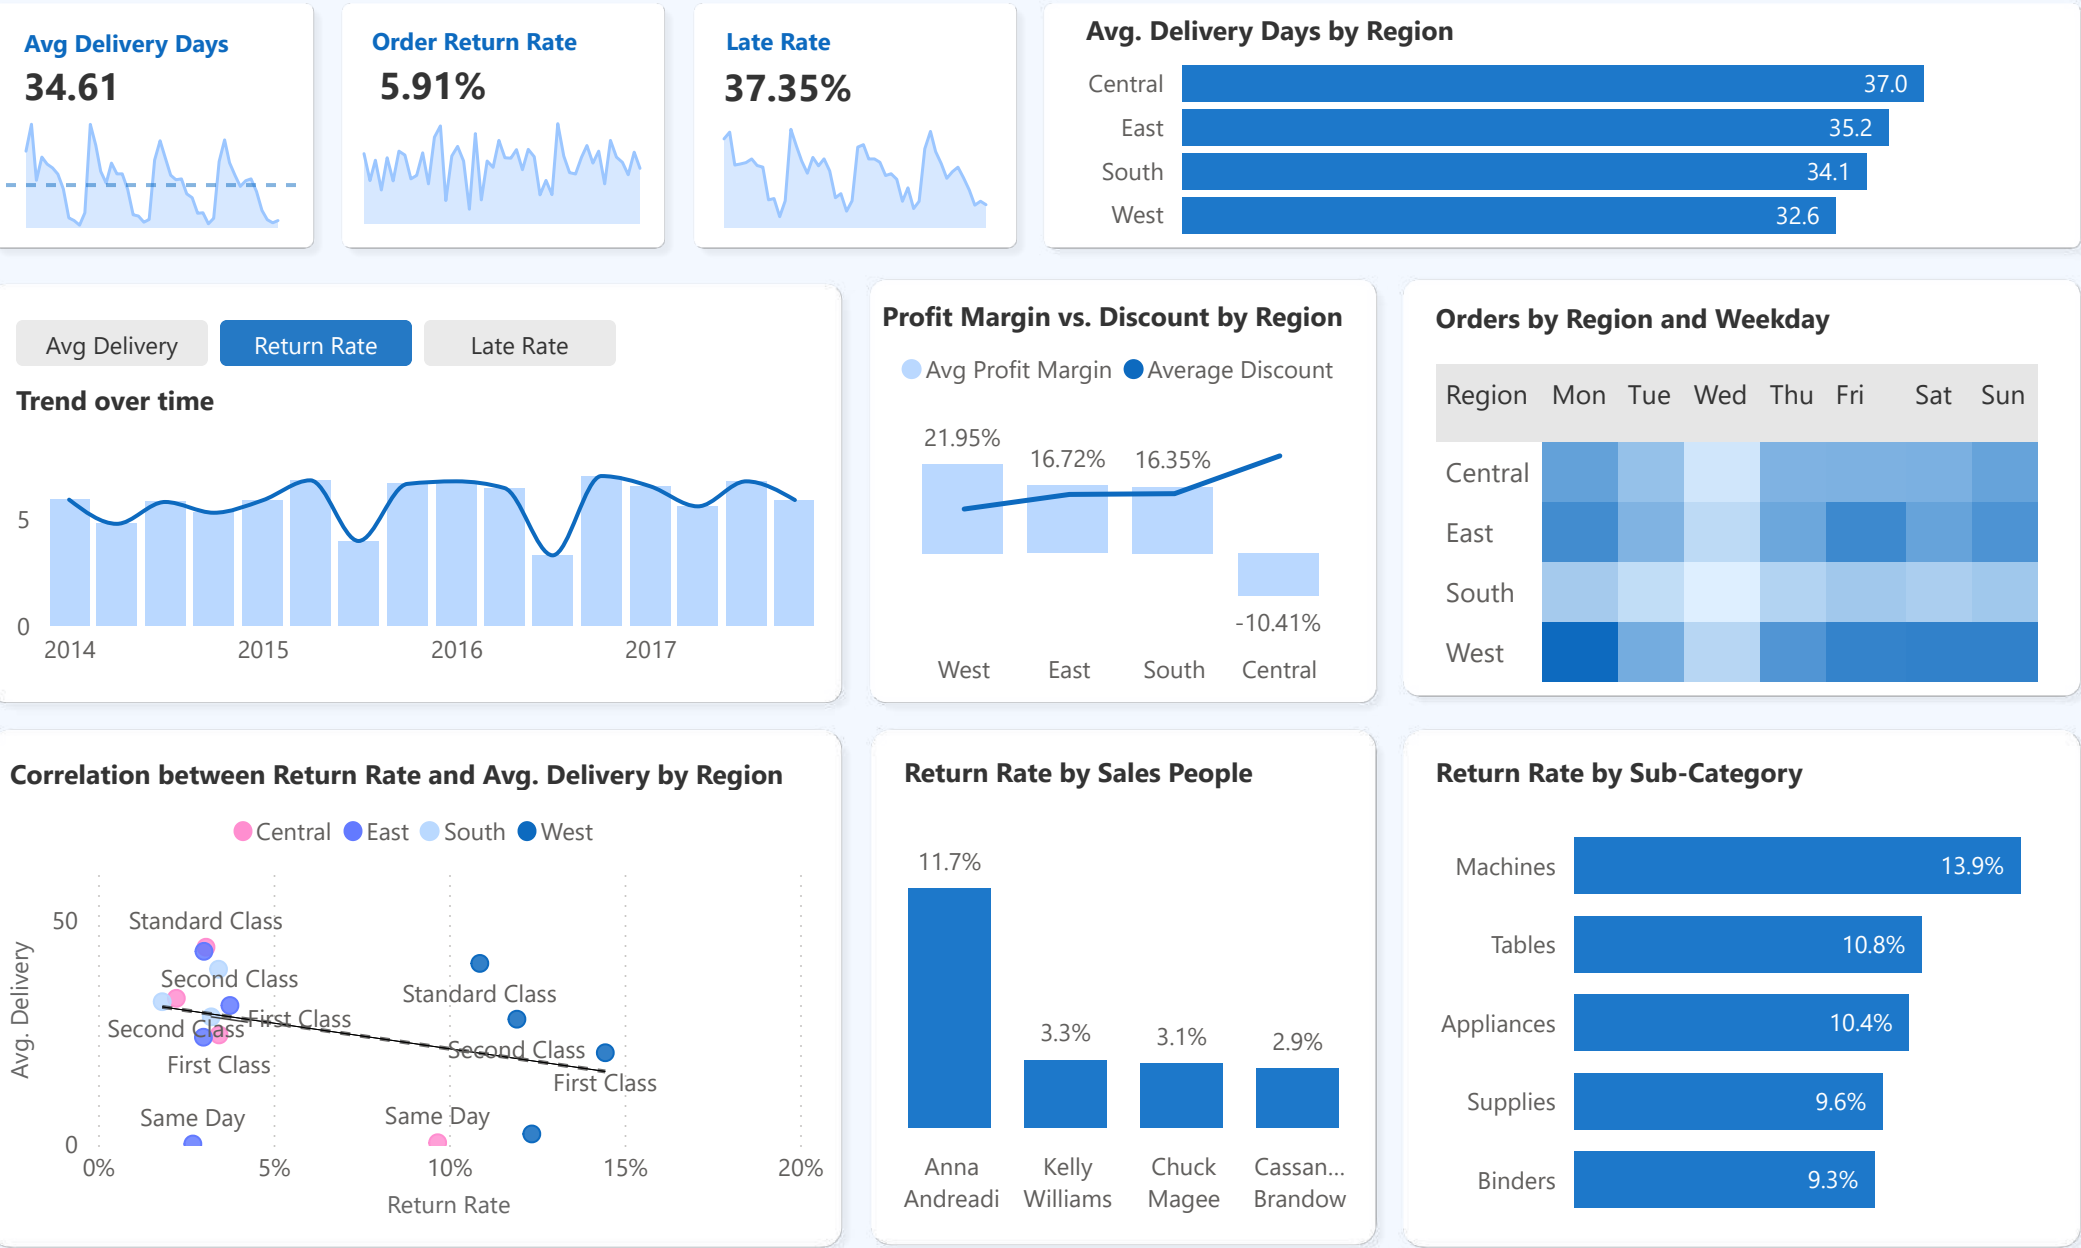 Avg Delivery Days
34.61
Order Return Rate
5.91%
Late Rate
37.35%
Avg. Delivery Days by Region
Central 37.0
East 35.2
South 34.1
West 32.6
Avg Delivery Return Rate Late Rate
Trend over time
5
0
2014 2015 2016 2017
Profit Margin vs. Discount by Region
Avg Profit Margin Average Discount
21.95% 16.72% 16.35%
-10.41%
West East South Central
Orders by Region and Weekday
Region Mon Tue Wed Thu Fri Sat Sun
Central
East
South
West
Correlation between Return Rate and Avg. Delivery by Region
Central East South West
Avg. Delivery
50
0
Standard Class
Second Class
Standard Class
First Class
Second Class
Second Class
First Class
First Class
Same Day
Same Day
0% 5% 10% 15% 20%
Return Rate
Return Rate by Sales People
11.7%
3.3%
3.1%
2.9%
Anna Andreadi
Kelly Williams
Chuck Magee
Cassan... Brandow
Return Rate by Sub-Category
Machines 13.9%
Tables 10.8%
Appliances 10.4%
Supplies 9.6%
Binders 9.3%